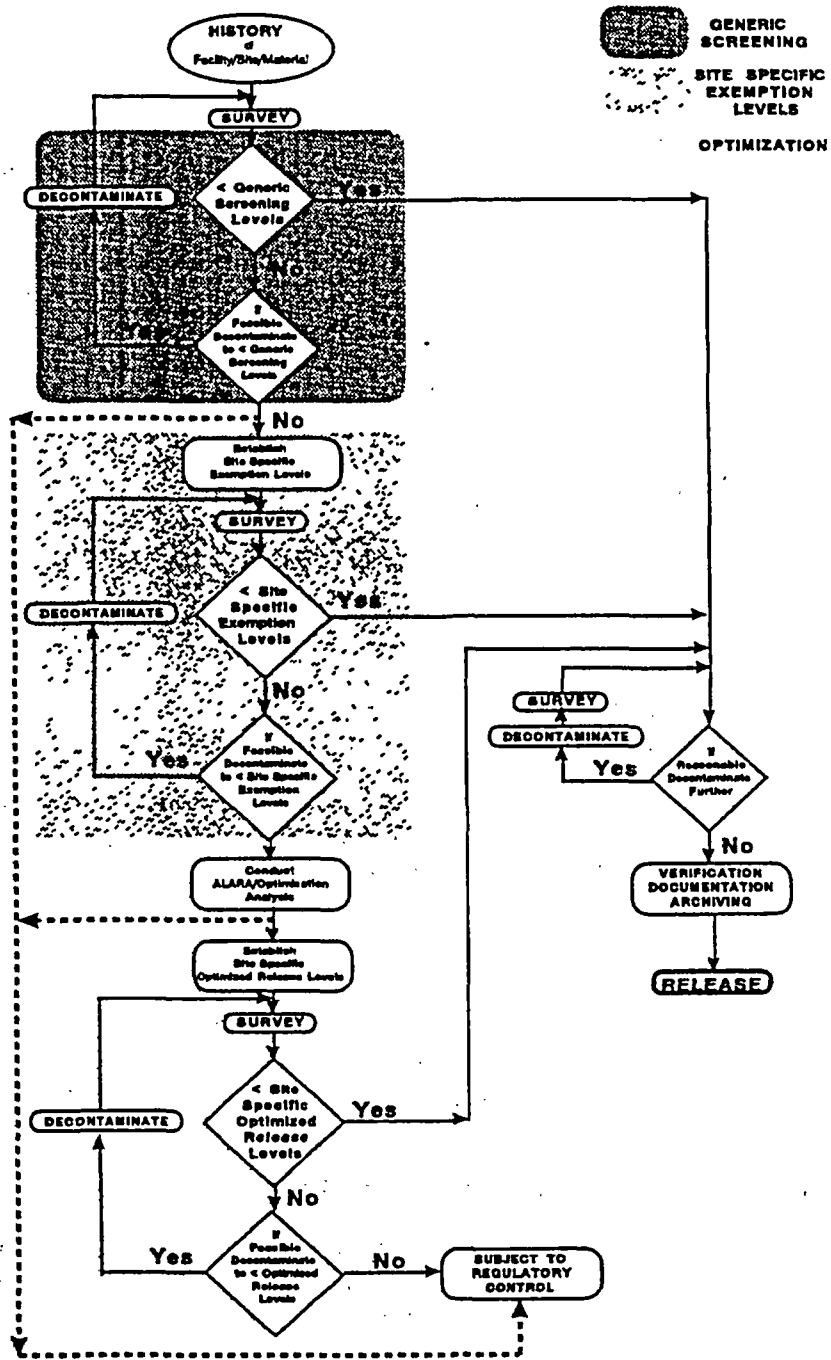 HISTORY
of
Facility/Site/Material
GENERIC
SCREENING
SITE SPECIFIC
EXEMPTION
LEVELS
OPTIMIZATION
SURVEY
DECONTAMINATE
< Generic
Screening
Levels
Yes
No
If
Feasible
Decontaminate
to < Generic
Screening
Levels
Yes
No
Establish
Site Specific
Exemption Levels
SURVEY
DECONTAMINATE
< Site
Specific
Exemption
Levels
Yes
No
If
Feasible
Decontaminate
to < Site Specific
Exemption
Levels
Yes
SURVEY
DECONTAMINATE
Yes
If
Reasonable
Decontaminate
Further
No
VERIFICATION
DOCUMENTATION
ARCHIVING
RELEASE
Conduct
ALARA/Optimization
Analysis
Establish
Site Specific
Optimized Release Levels
SURVEY
DECONTAMINATE
< Site
Specific
Optimized
Release
Levels
Yes
No
If
Feasible
Decontaminate
to < Optimized
Release
Levels
Yes
No
SUBJECT TO
REGULATORY
CONTROL